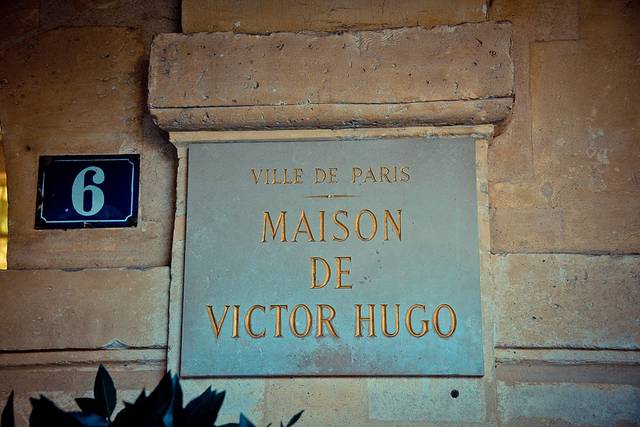 6
VILLE DE PARIS
MAISON
DE
VICTOR HUGO